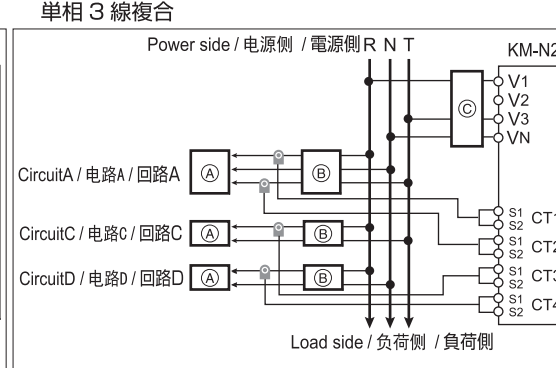 単相３線複合
Power side / 电源侧 / 電源側 R N T
KM-N2
V1
V2
V3
VN
Ⓒ
CircuitA / 电路A / 回路A
Ⓐ Ⓑ
S1
S2 CT1
CircuitC / 电路C / 回路C
Ⓐ Ⓑ
S1
S2 CT2
CircuitD / 电路D / 回路D
Ⓐ Ⓑ
S1
S2 CT3
S1
S2 CT4
Load side / 负荷侧 / 負荷側